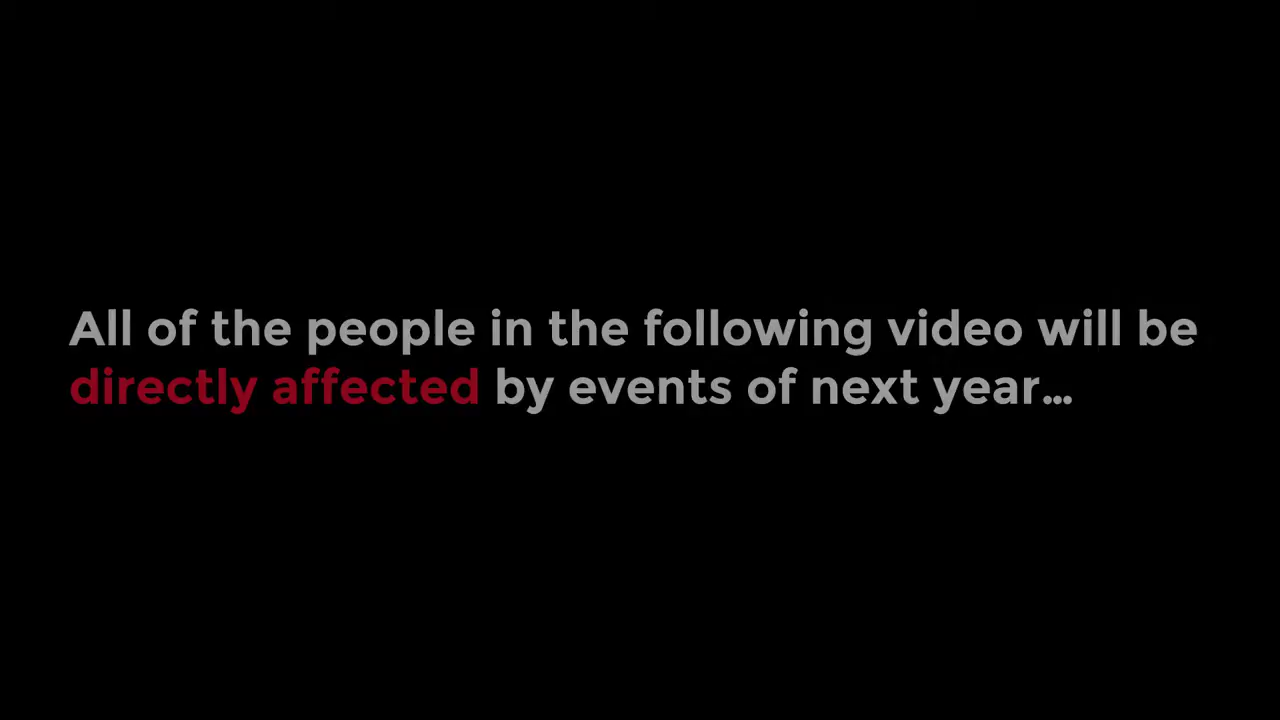 All of the people in the following video will be
directly affected by events of next year...